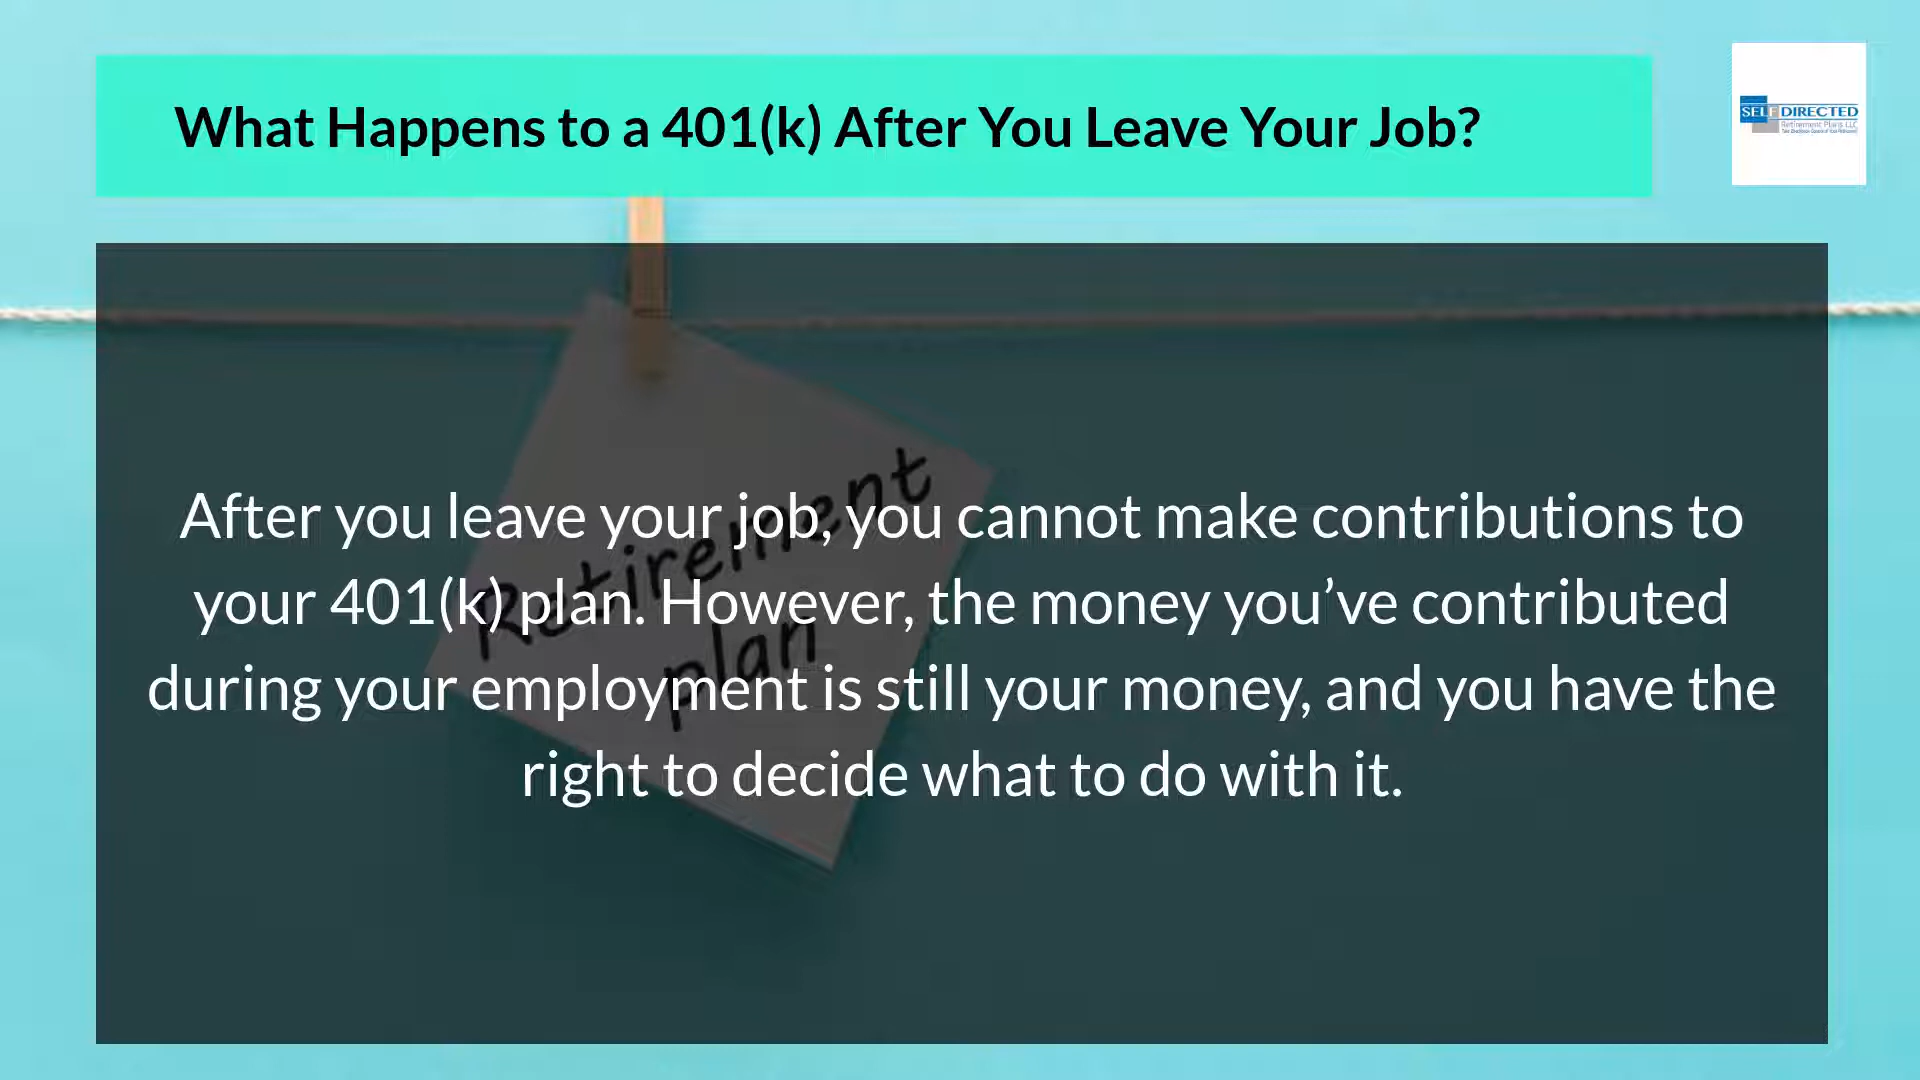 What Happens to a 401(k) After You Leave Your Job?
SELF DIRECTED
Retirement Plans LLC
After you leave your job, you cannot make contributions to
your 401(k) plan. However, the money you’ve contributed
during your employment is still your money, and you have the
right to decide what to do with it.
Retirement
plan